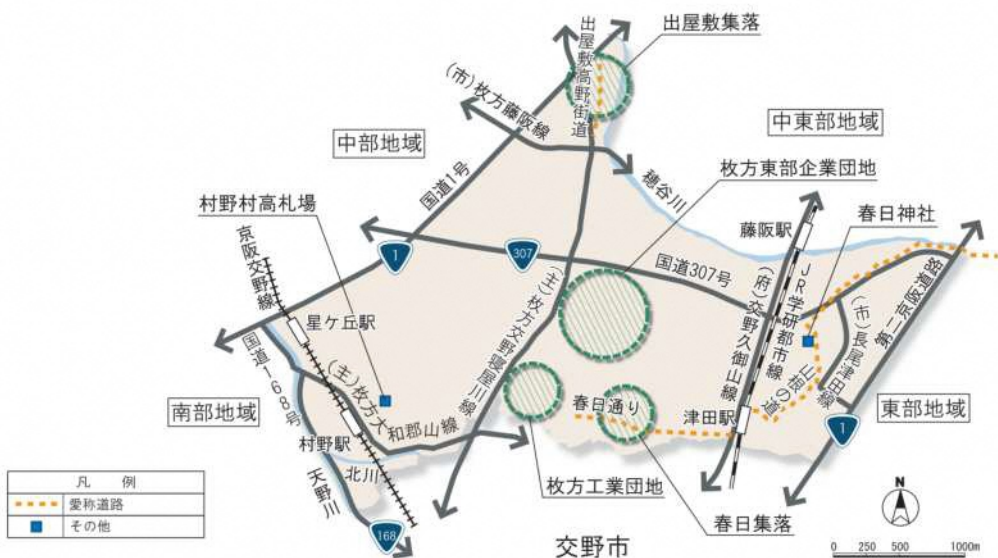 出屋敷集落
出屋敷高野街道
(市)枚方藤阪線
中部地域
中東部地域
国道1号
穂谷川
枚方東部企業団地
村野村高札場
春日神社
藤阪駅
京阪交野線
1
307
国道307号
第二京阪道路
(府)交野久御山線
JR学研都市線
(主)枚方交野寝屋川線
星ケ丘駅
(市)長尾津田線
山根の道
国道168号
(主)枚方大和郡山線
南部地域
春日通り
津田駅
東部地域
1
村野駅
北川
天野川
枚方工業団地
春日集落
168
交野市
凡 例
愛称道路
その他
N
0 250 500 1000m